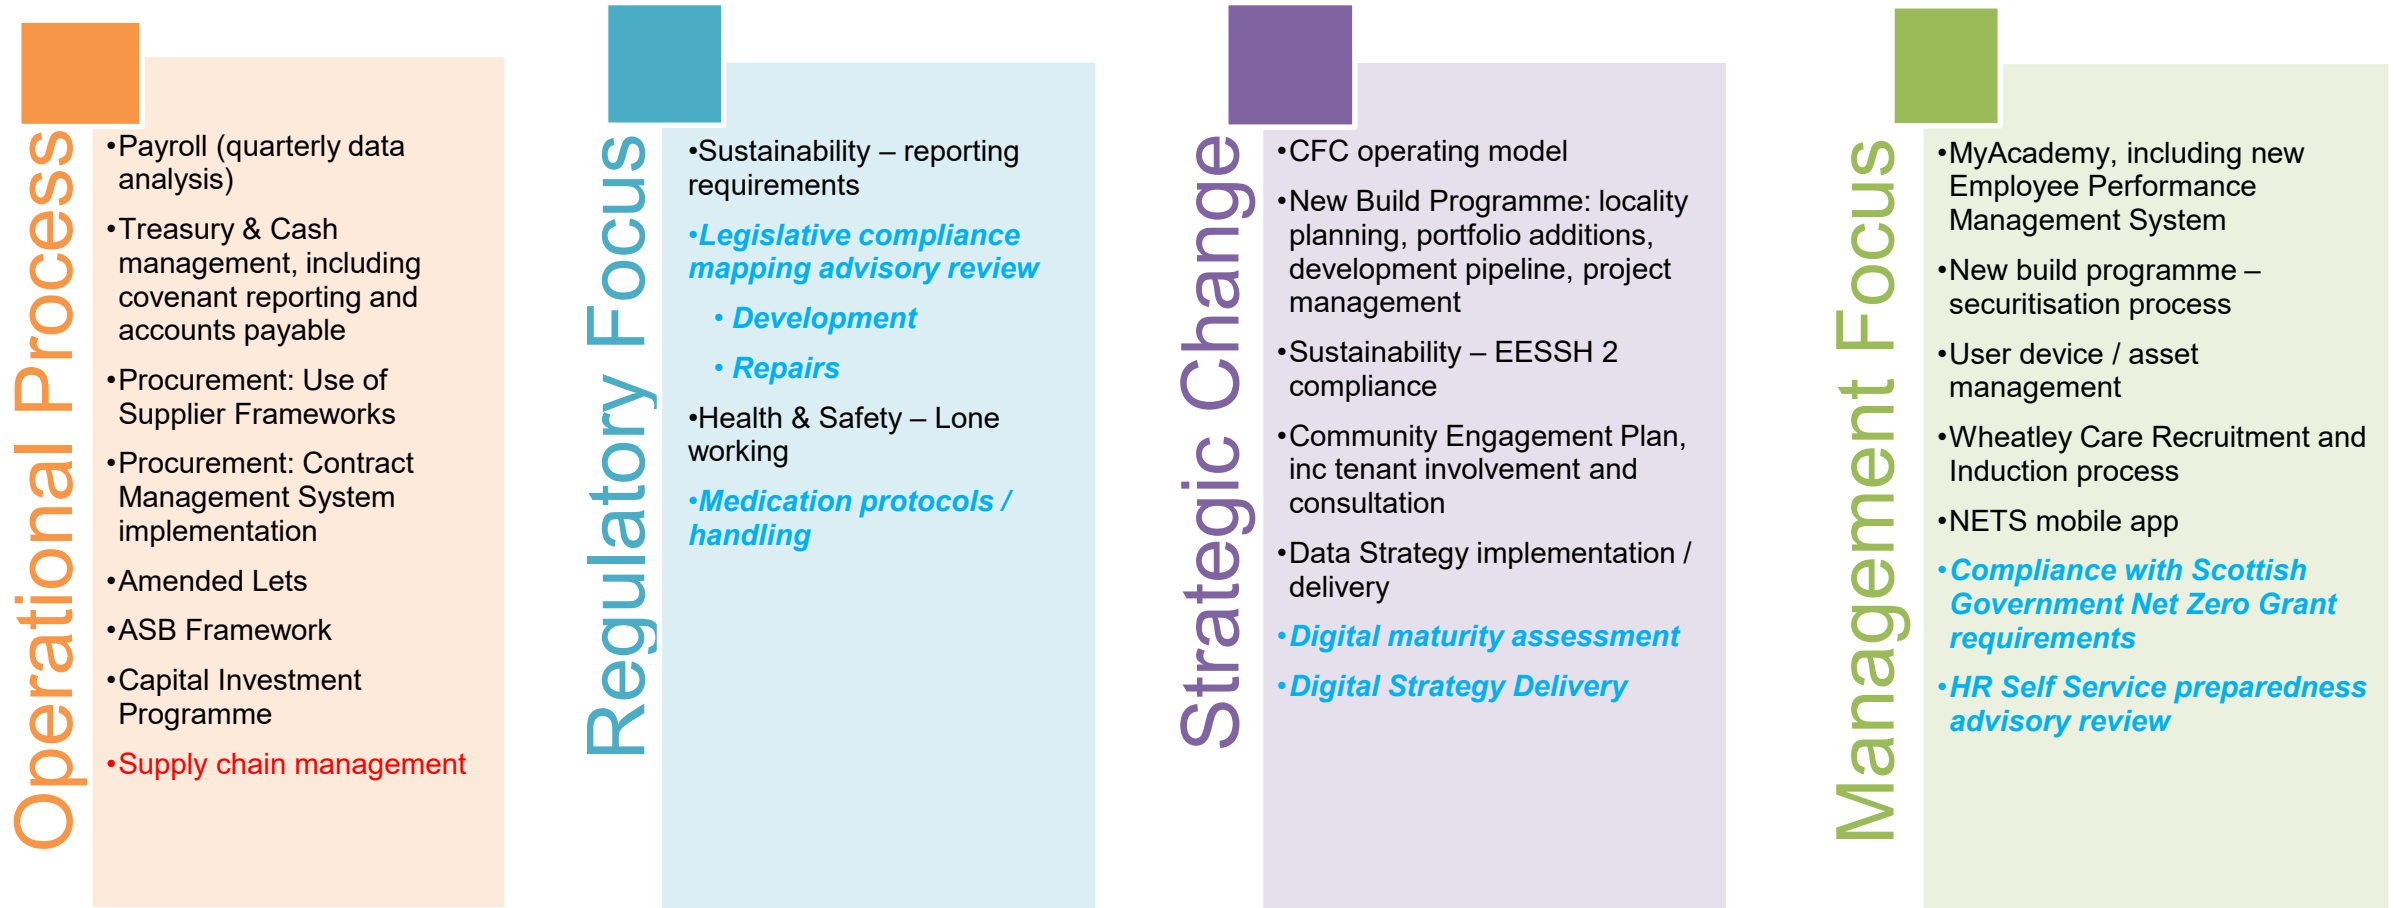 Operational Process
•Payroll (quarterly data
analysis)
•Treasury & Cash
management, including
covenant reporting and
accounts payable
•Procurement: Use of
Supplier Frameworks
•Procurement: Contract
Management System
implementation
•Amended Lets
•ASB Framework
•Capital Investment
Programme
•Supply chain management
Regulatory Focus
•Sustainability – reporting
requirements
•Legislative compliance
mapping advisory review
• Development
• Repairs
•Health & Safety – Lone
working
•Medication protocols /
handling
Strategic Change
•CFC operating model
•New Build Programme: locality
planning, portfolio additions,
development pipeline, project
management
•Sustainability – EESSH 2
compliance
•Community Engagement Plan,
inc tenant involvement and
consultation
•Data Strategy implementation /
delivery
•Digital maturity assessment
•Digital Strategy Delivery
Management Focus
•MyAcademy, including new
Employee Performance
Management System
•New build programme –
securitisation process
•User device / asset
management
•Wheatley Care Recruitment and
Induction process
•NETS mobile app
•Compliance with Scottish
Government Net Zero Grant
requirements
•HR Self Service preparedness
advisory review